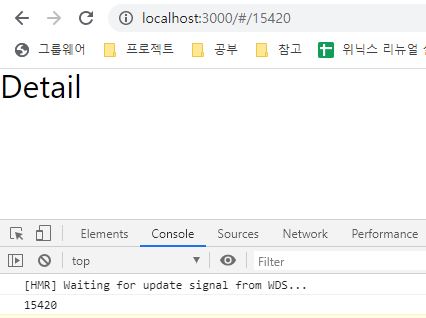 localhost:3000/#/15420
그룹웨어 프로젝트 공부 참고 위닉스 리뉴얼
Detail
Elements Console Sources Network Performance
top Filter
[HMR] Waiting for update signal from WDS...
15420